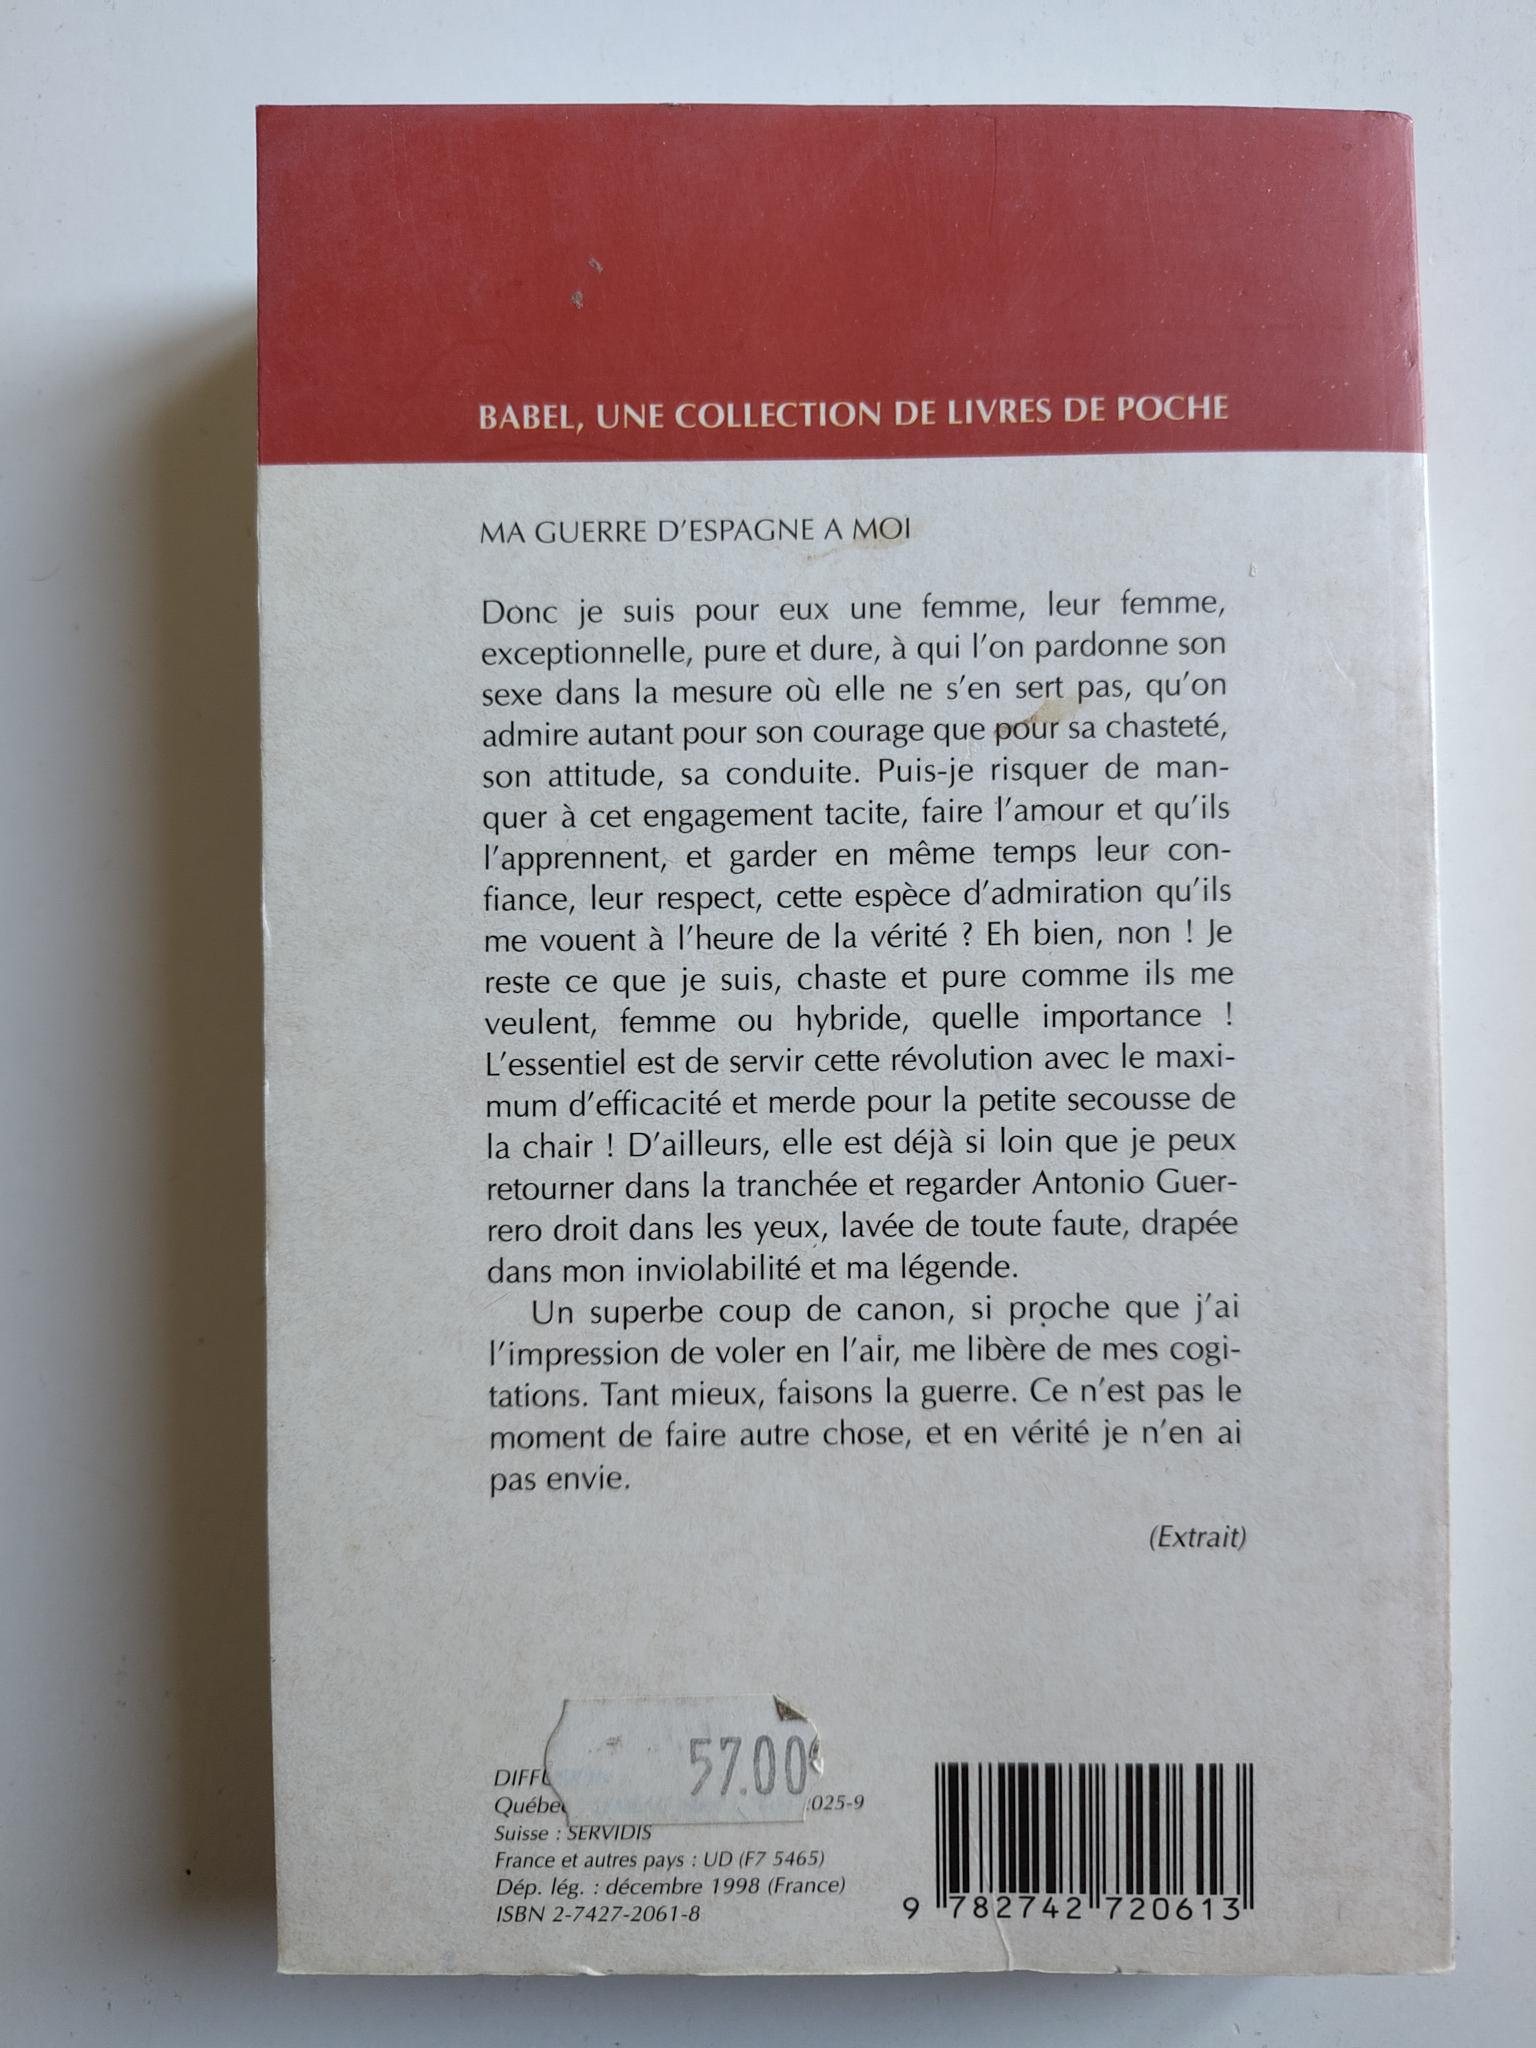 BABEL, UNE COLLECTION DE LIVRES DE POCHE
MA GUERRE D'ESPAGNE A MOI
Donc je suis pour eux une femme, leur femme,
exceptionnelle, pure et dure, à qui l'on pardonne son
sexe dans la mesure où elle ne s'en sert pas, qu'on
admire autant pour son courage que pour sa chasteté,
son attitude, sa conduite. Puis-je risquer de man-
quer à cet engagement tacite, faire l'amour et qu'ils
l'apprennent, et garder en même temps leur con-
fiance, leur respect, cette espèce d'admiration qu'ils
me vouent à l'heure de la vérité ? Eh bien, non ! Je
reste ce que je suis, chaste et pure comme ils me
veulent, femme ou hybride, quelle importance !
L'essentiel est de servir cette révolution avec le maxi-
mum d'efficacité et merde pour la petite secousse de
la chair ! D'ailleurs, elle est déjà si loin que je peux
retourner dans la tranchée et regarder Antonio Guer-
rero droit dans les yeux, lavée de toute faute, drapée
dans mon inviolabilité et ma légende.
Un superbe coup de canon, si proche que j'ai
l'impression de voler en l'air, me libère de mes cogi-
tations. Tant mieux, faisons la guerre. Ce n'est pas le
moment de faire autre chose, et en vérité je n'en ai
pas envie.
(Extrait)
57.00
DIFFU
Québec 025-9
Suisse : SERVIDIS
France et autres pays : UD (F7 5465)
Dép. lég. : décembre 1998 (France)
ISBN 2-7427-2061-8
9 782742 720613